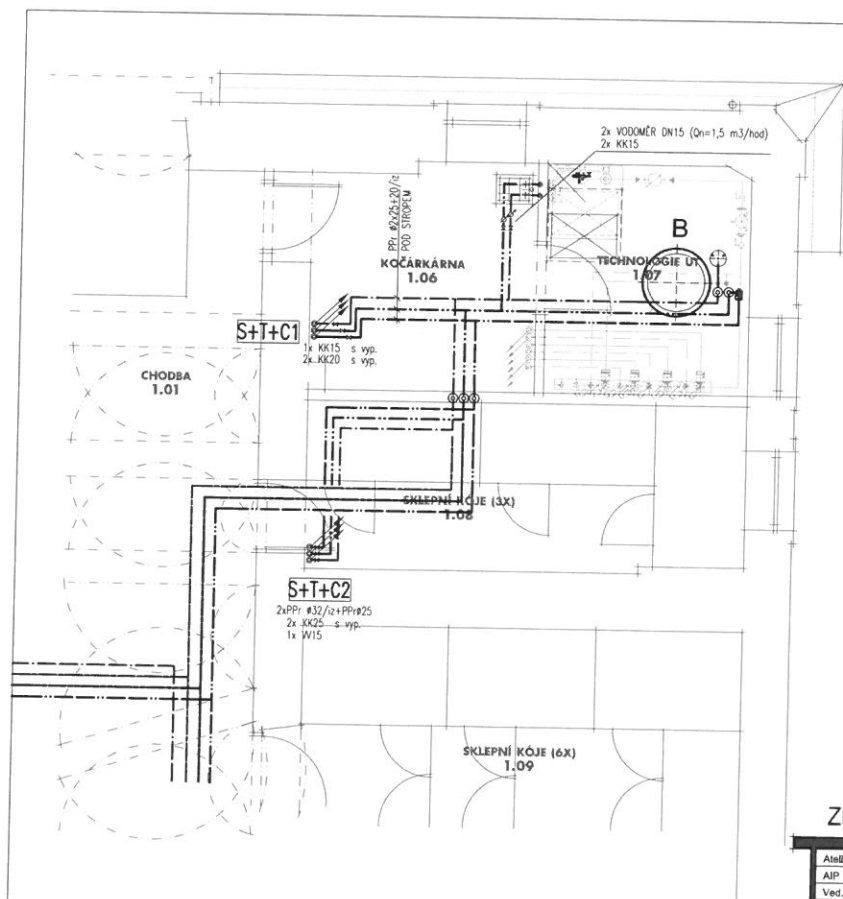 2x VODOMĚR DN15 (Qn=1,5 m3/hod)
2x KK15
PPr ø2x25+20/iz
POD STROPEM
B
KOČÁRKÁRNA
1.06
TECHNOLOGIE ÚT
1.07
S+T+C1
1x KK15 s vyp.
2x KK20 s vyp.
CHODBA
1.01
SKLEPNÍ KÓJE (3X)
1.08
S+T+C2
2xPPr ø32/iz+PPrø25
2x KK25 s vyp.
1x W15
SKLEPNÍ KÓJE (6X)
1.09
AIP
Ved.